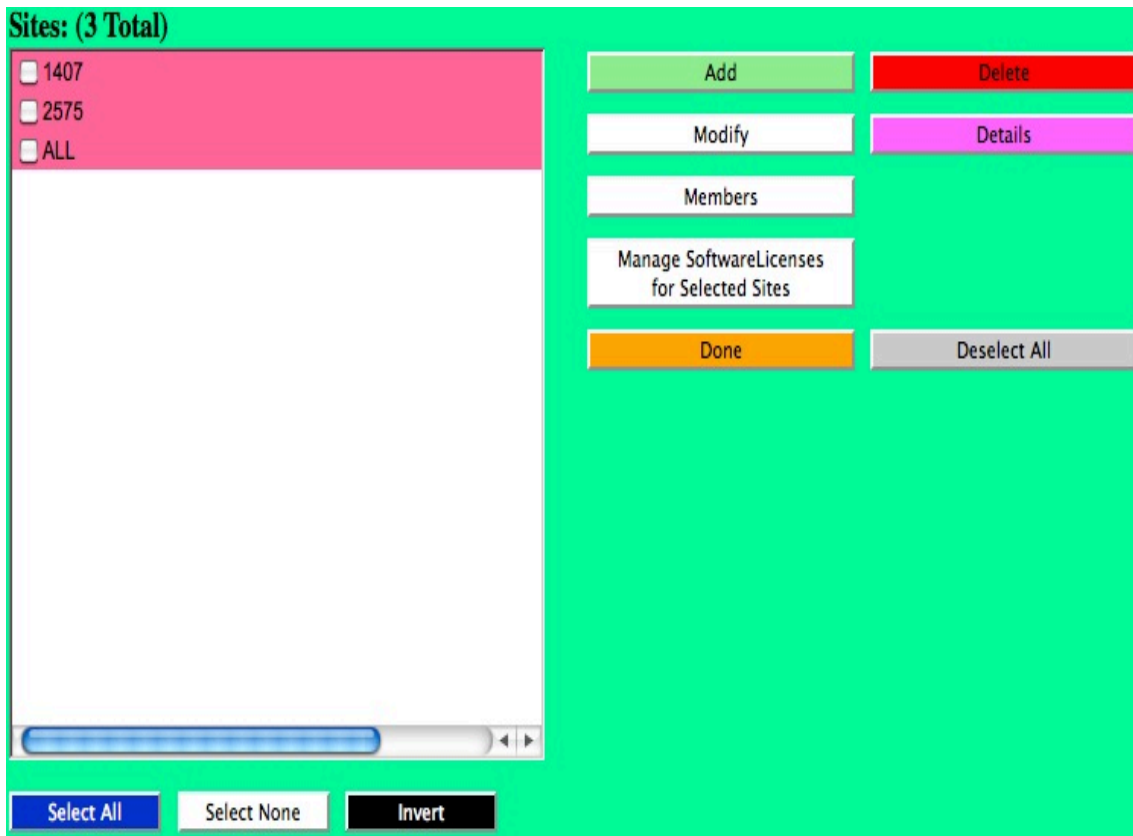 Sites: (3 Total)
1407
2575
ALL
Add
Delete
Modify
Details
Members
Manage SoftwareLicenses
for Selected Sites
Done
Deselect All
Select All
Select None
Invert